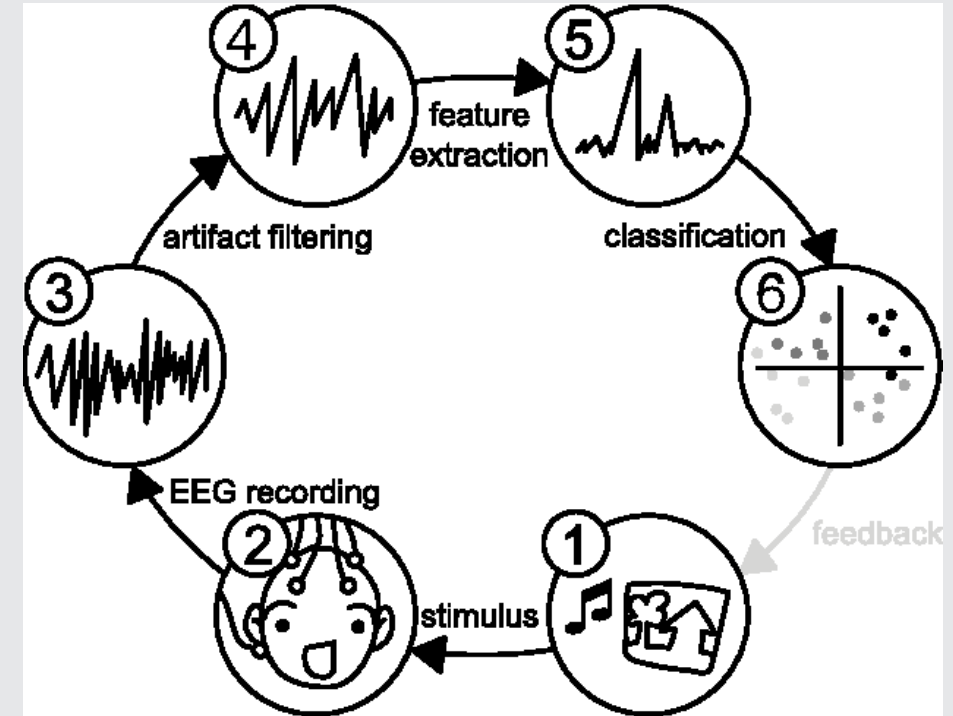 4
5
feature
extraction
artifact filtering
classification
3
6
EEG recording
feedback
2
1
stimulus